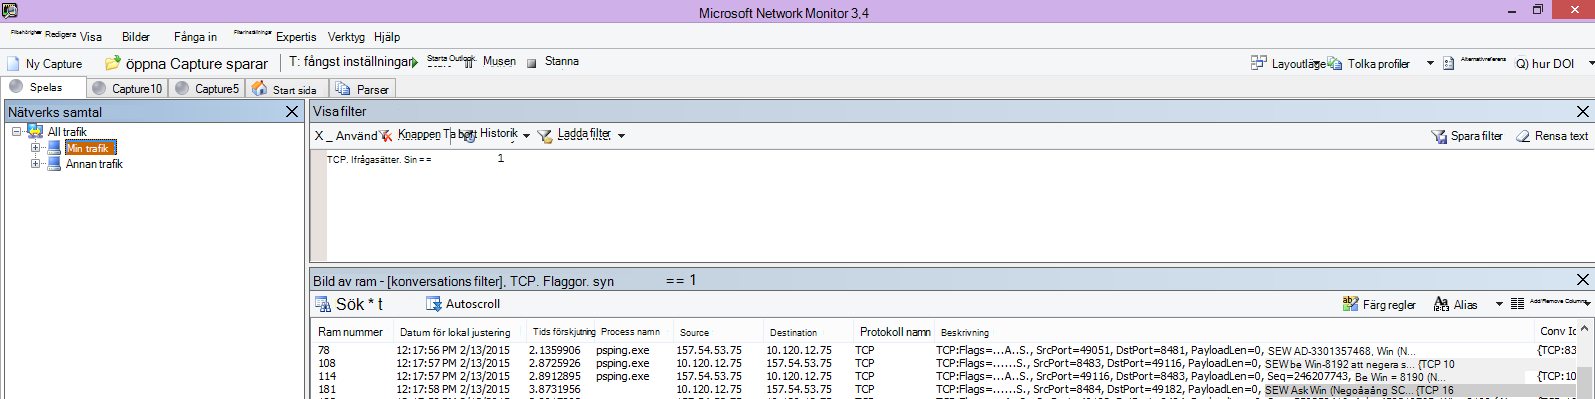 Microsoft Network Monitor 3,4
Filbehörigher Redigera Visa Bilder Fånga in Filterinställningar Expertis Verktyg Hjälp
New Capture öppna Capture sparar T: fångst inställningar Starta Outlook. Musen Stanna Layoutläge Tolka profiler Alternativreferens Q) hur DOI
Spelas Capture10 Capture5 Start sida Parser
Nätverks samtal Visa filter
All trafik
Min trafik
Annan trafik
X _ Använd Knappen Ta bort Historik Ladda filter Spara filter Rensa text
TCP. Ifrågasätter. Sin == 1
Bild av ram - [konversations filter], TCP. Flaggor. syn == 1
Sök * t Autoscroll Färg regler Alias Add/Remove Columns
Ram nummer Datum för lokal justering Tids förskjutning Process namn Source Destination Protokoll namn Beskrivning Conv Id
78 12:17:56 PM 2/13/2015 2.1359906 psping.exe 157.54.53.75 10.120.12.75 TCP TCP:Flags=...A..S., SrcPort=49051, DstPort=8481, PayloadLen=0, SEW AD-3301357468, Win (N... {TCP:83
108 12:17:57 PM 2/13/2015 2.8725926 psping.exe 10.120.12.75 157.54.53.75 TCP TCP:Flags=......S., SrcPort=8483, DstPort=49116, PayloadLen=0, SEW be Win-8192 att negera s... {TCP 10
114 12:17:57 PM 2/13/2015 2.8912895 psping.exe 157.54.53.75 10.120.12.75 TCP TCP:Flags=...A..S., SrcPort=49116, DstPort=8483, PayloadLen=0, Seq=246207743, Be Win = 8190 (N... {TCP:10
181 12:17:58 PM 2/13/2015 3.8731956 10.120.12.75 157.54.53.75 TCP TCP:Flags=......S., SrcPort=8484, DstPort=49182, PayloadLen=0, SEW Ask Win SC... (TCP 16